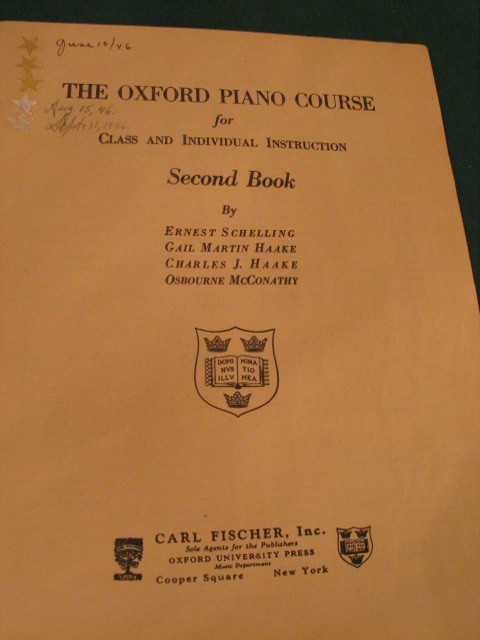 June 10/46
THE OXFORD PIANO COURSE
Aug. 15, 46.
for
Sept. 11, 1946.
CLASS AND INDIVIDUAL INSTRUCTION
Second Book
By
ERNEST SCHELLING
GAIL MARTIN HAAKE
CHARLES J. HAAKE
OSBOURNE MCCONATHY
DOMI MINA
NVS TIO
ILLV MEA
CARL FISCHER, Inc.
Sole Agents for the Publishers
OXFORD UNIVERSITY PRESS
Music Department
Cooper Square New York